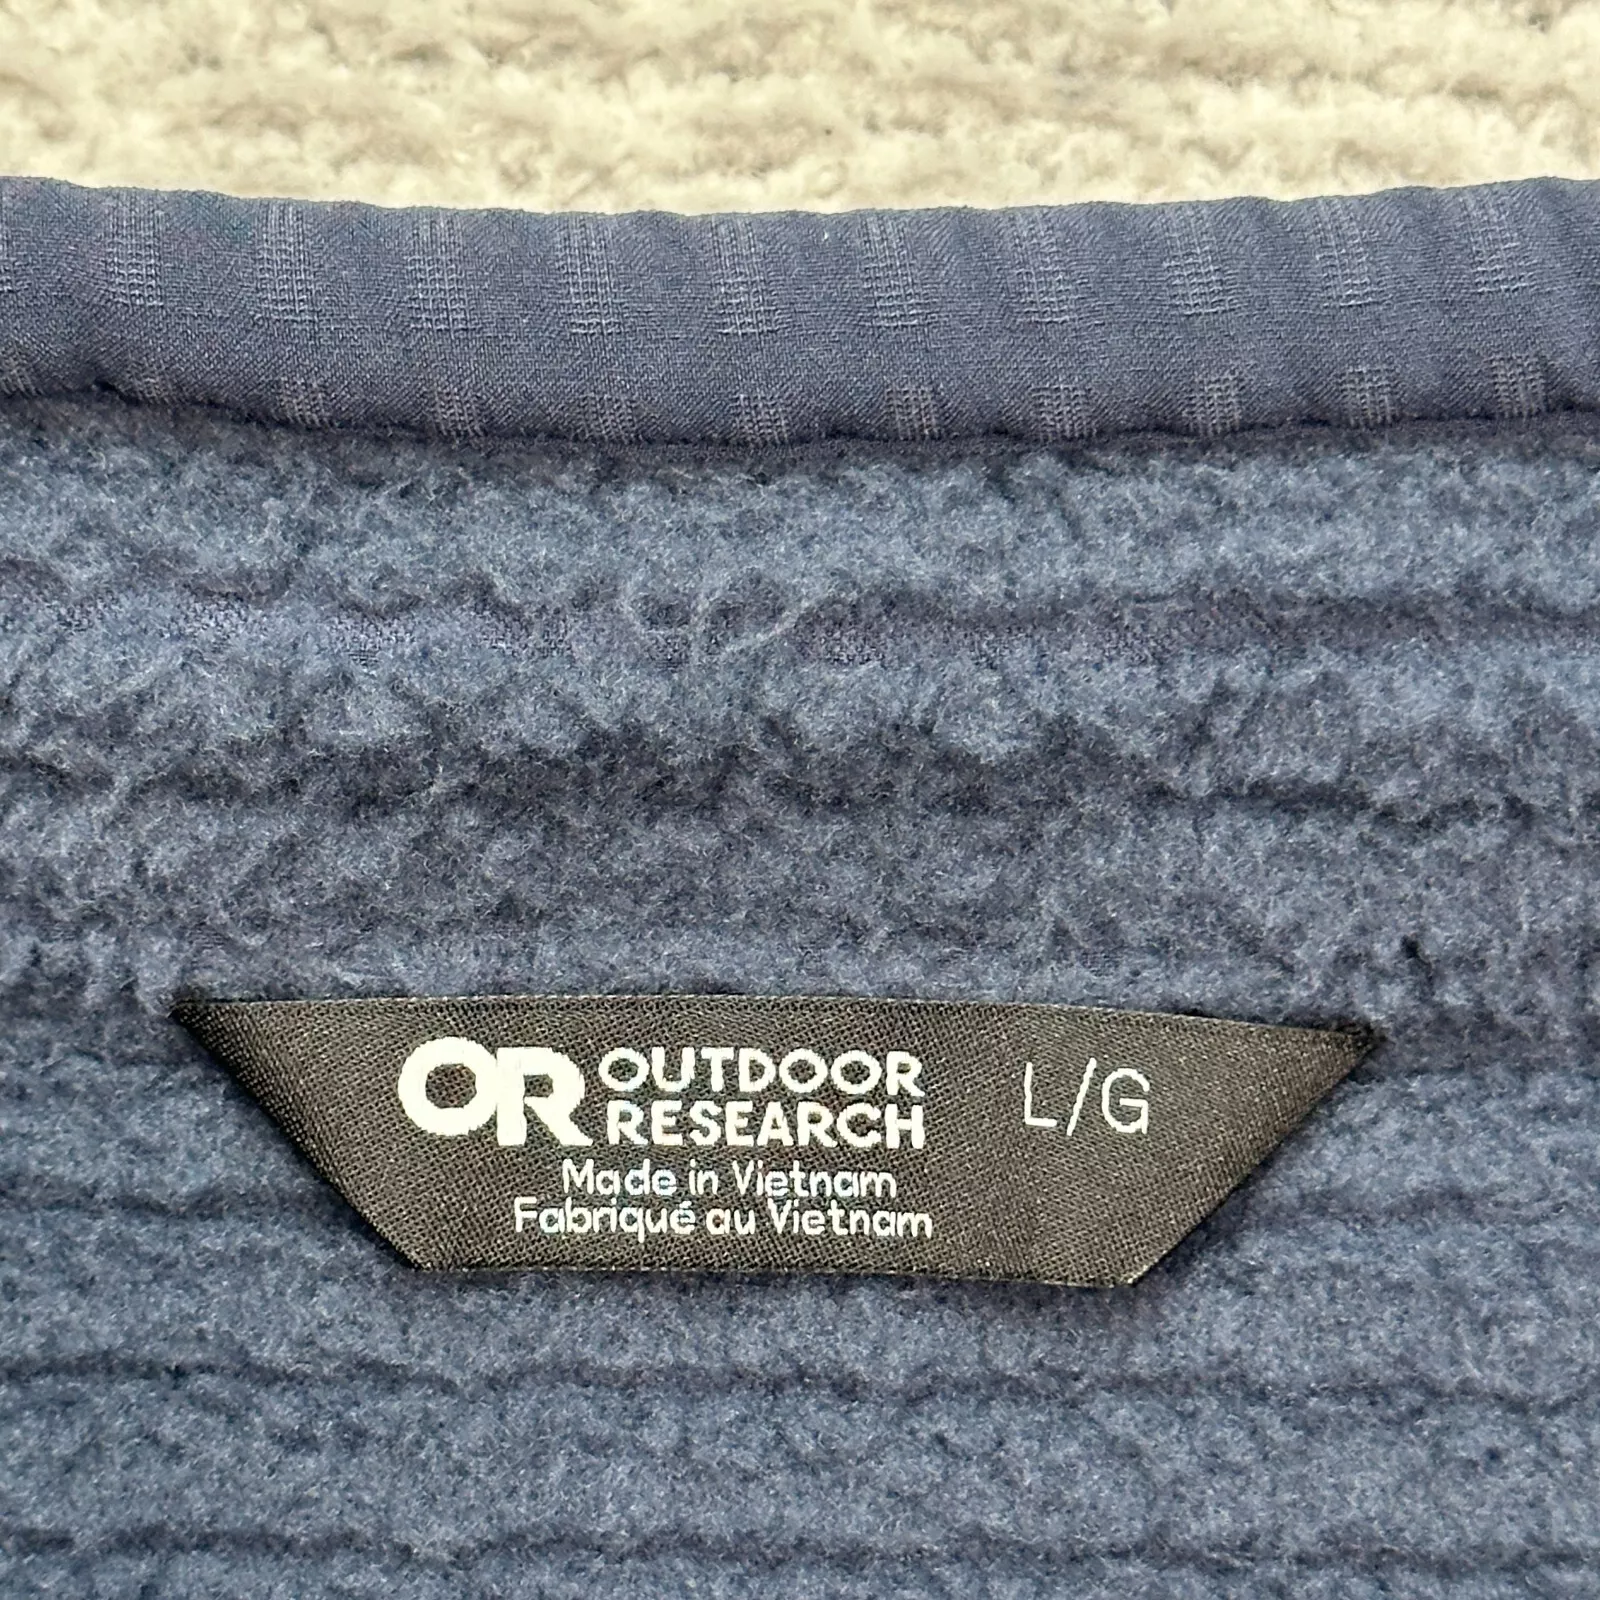 OR OUTDOOR RESEARCH L/G
Made in Vietnam
Fabriqué au Vietnam